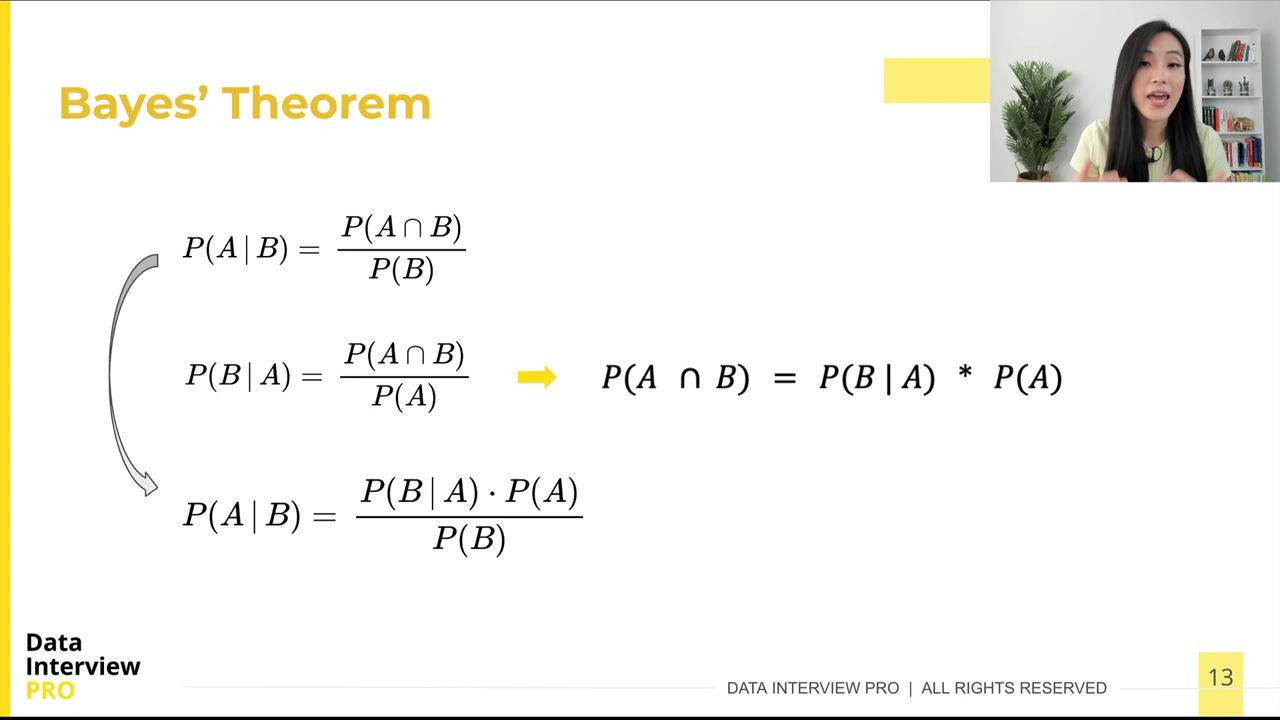 Bayes’ Theorem
P(A | B) = P(A ∩ B) / P(B)
P(B | A) = P(A ∩ B) / P(A)
P(A ∩ B) = P(B | A) * P(A)
P(A | B) = P(B | A) · P(A) / P(B)
Data
Interview
PRO
DATA INTERVIEW PRO | ALL RIGHTS RESERVED
13